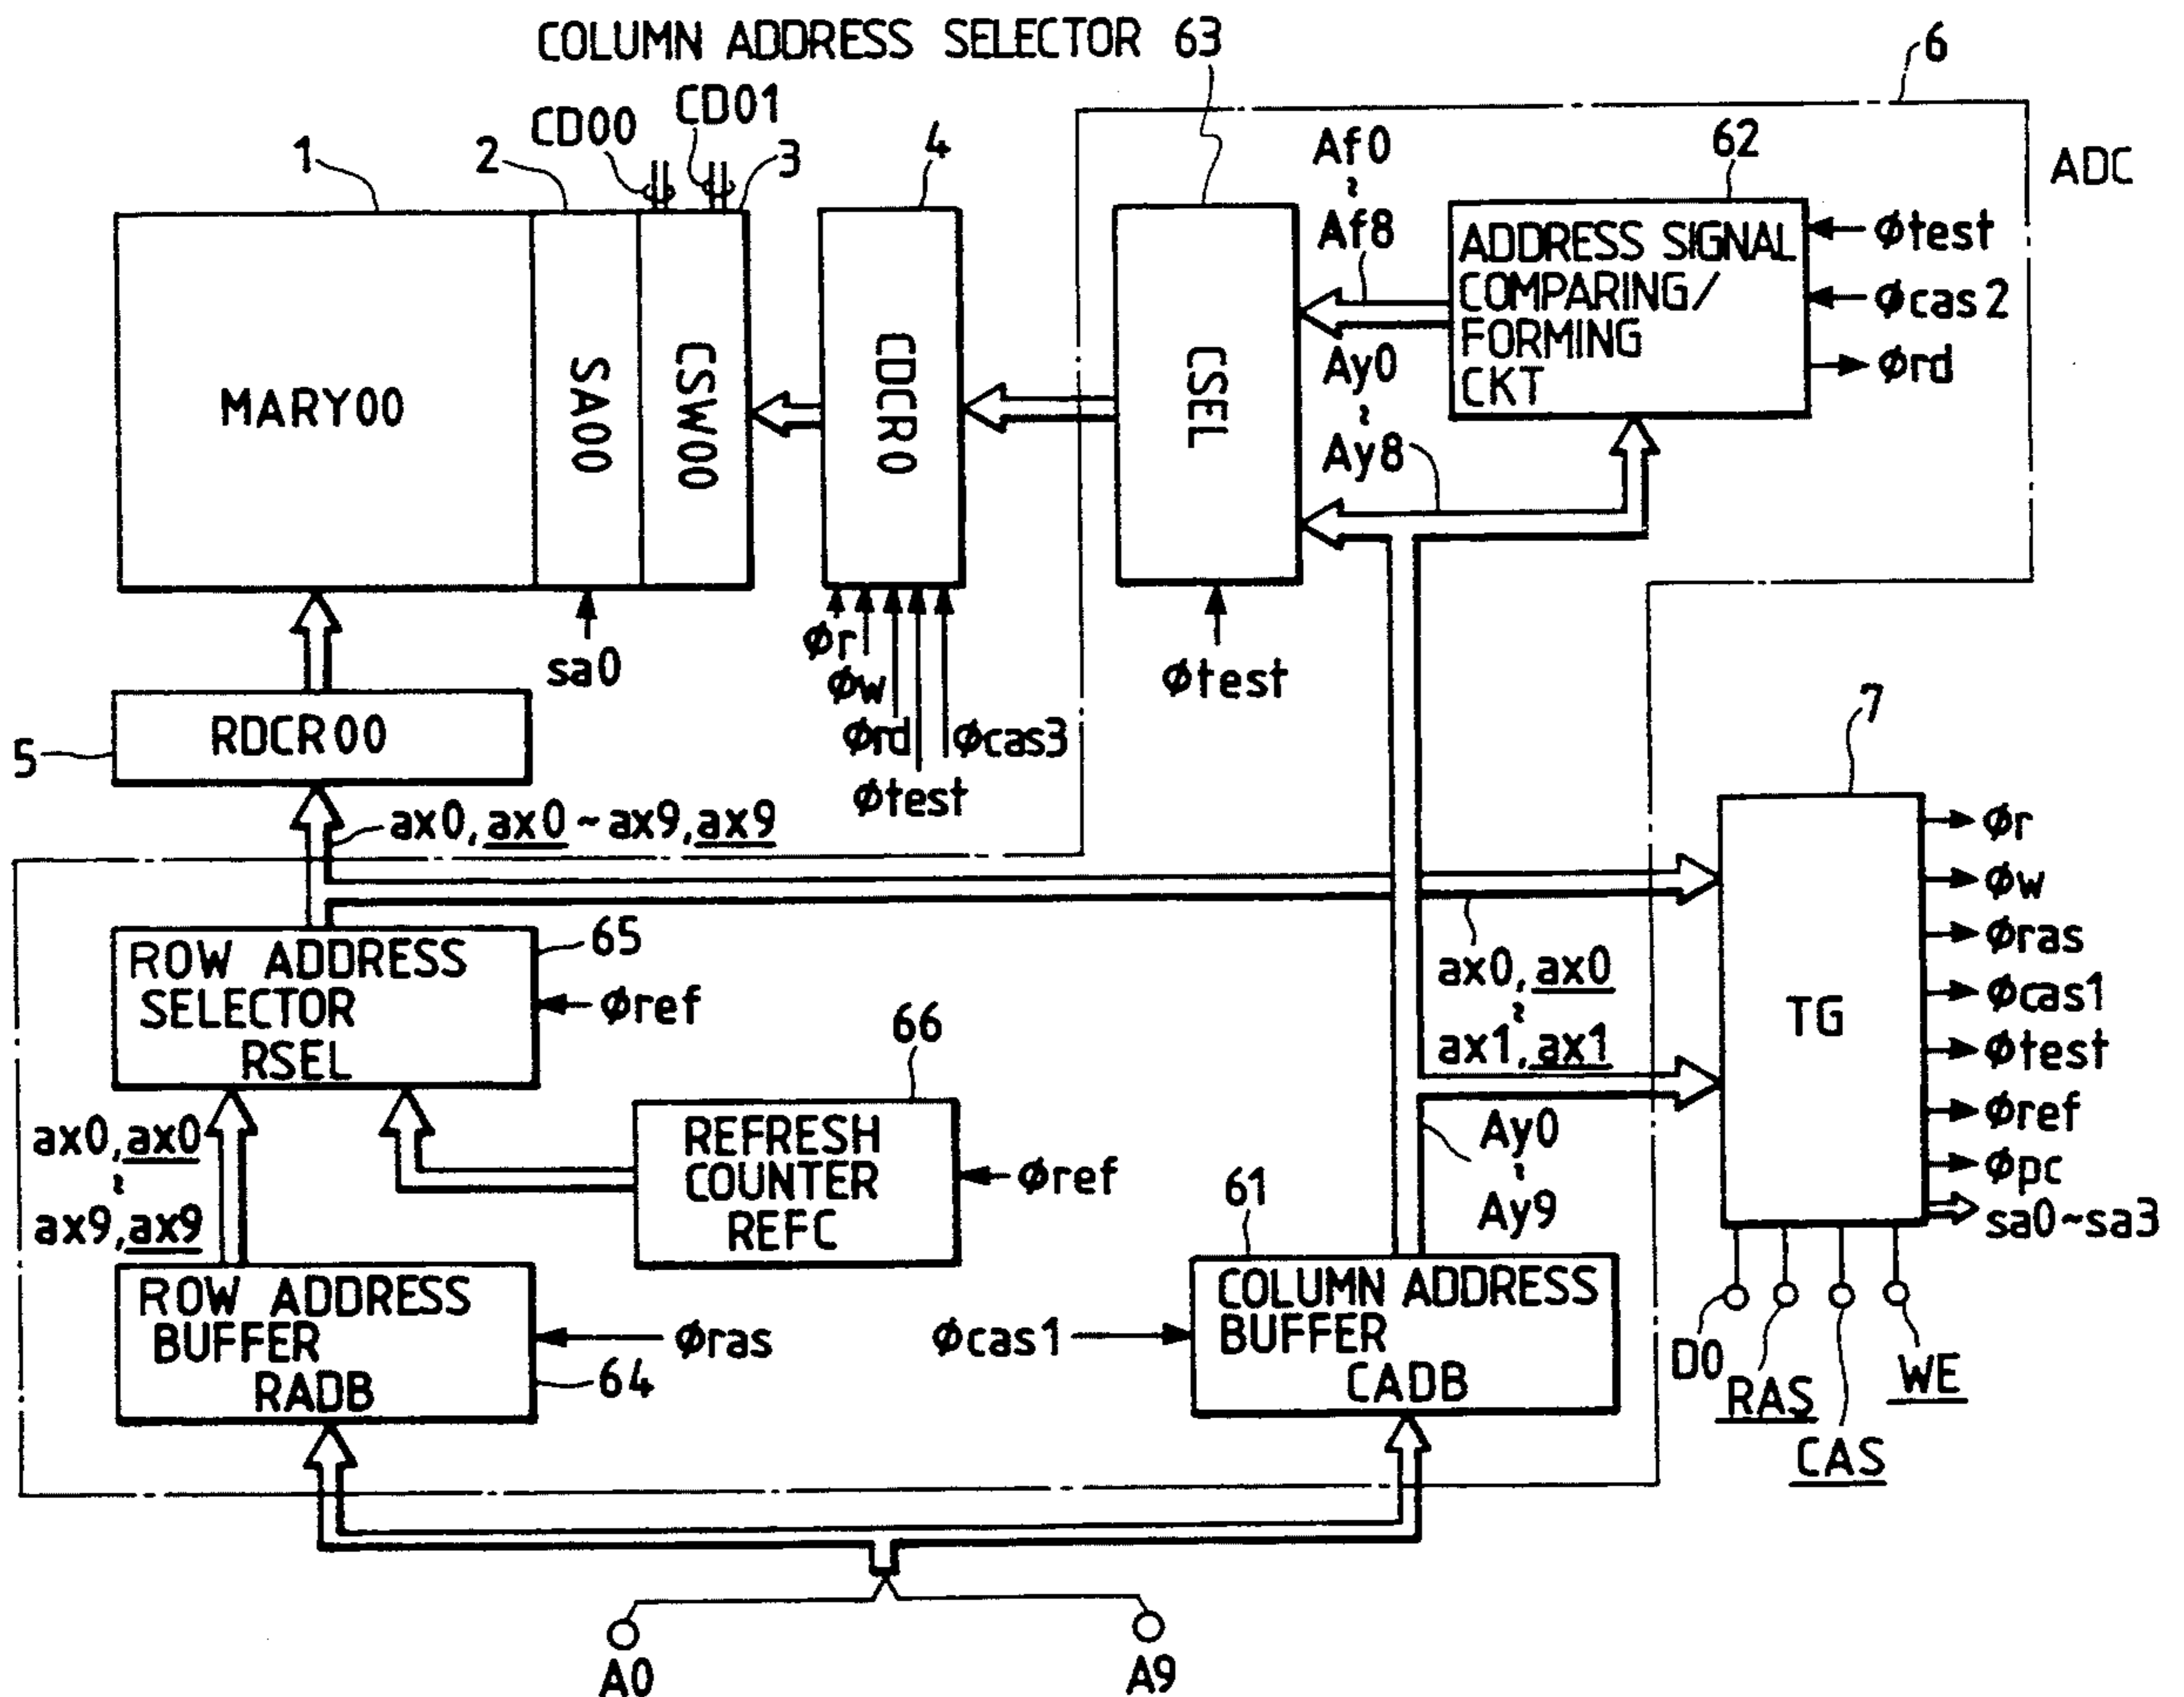 COLUMN ADDRESS SELECTOR 63
6
CD00
CD01
1
2
3
4
Af0
~
Af8
62
ADC
MARY00
SA00
CSW00
CDCR0
CSEL
ADDRESS SIGNAL
COMPARING/
FORMING
CKT
φtest
φcas2
φrd
Ay0
~
Ay8
sa0
φr
φw
φrd
φcas3
φtest
φtest
RDCR00
5
7
ax0, ax0 ~ ax9, ax9
ROW ADDRESS
SELECTOR
RSEL
65
φref
66
ax0, ax0
~
ax1, ax1
TG
φr
φw
φras
φcas1
φtest
φref
φpc
sa0~sa3
ax0, ax0
~
ax9, ax9
REFRESH
COUNTER
REFC
φref
61
Ay0
~
Ay9
ROW ADDRESS
BUFFER
RADB
φras
64
φcas1
COLUMN ADDRESS
BUFFER
CADB
D0
RAS
CAS
WE
A0
A9